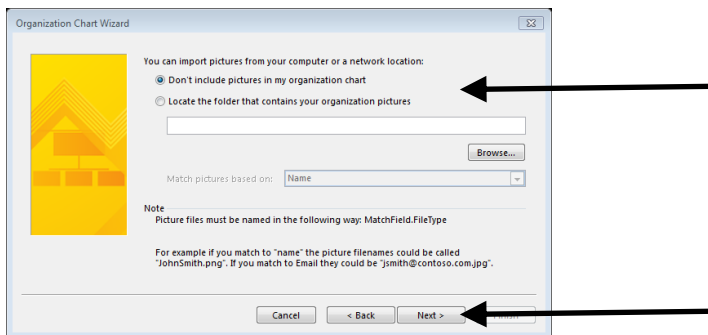 Organization Chart Wizard
You can import pictures from your computer or a network location:
Don't include pictures in my organization chart
Locate the folder that contains your organization pictures
Browse...
Match pictures based on: Name
Note
Picture files must be named in the following way: MatchField.FileType
For example if you match to "name" the picture filenames could be called
"JohnSmith.png". If you match to Email they could be "jsmith@contoso.com.jpg".
Cancel < Back Next >